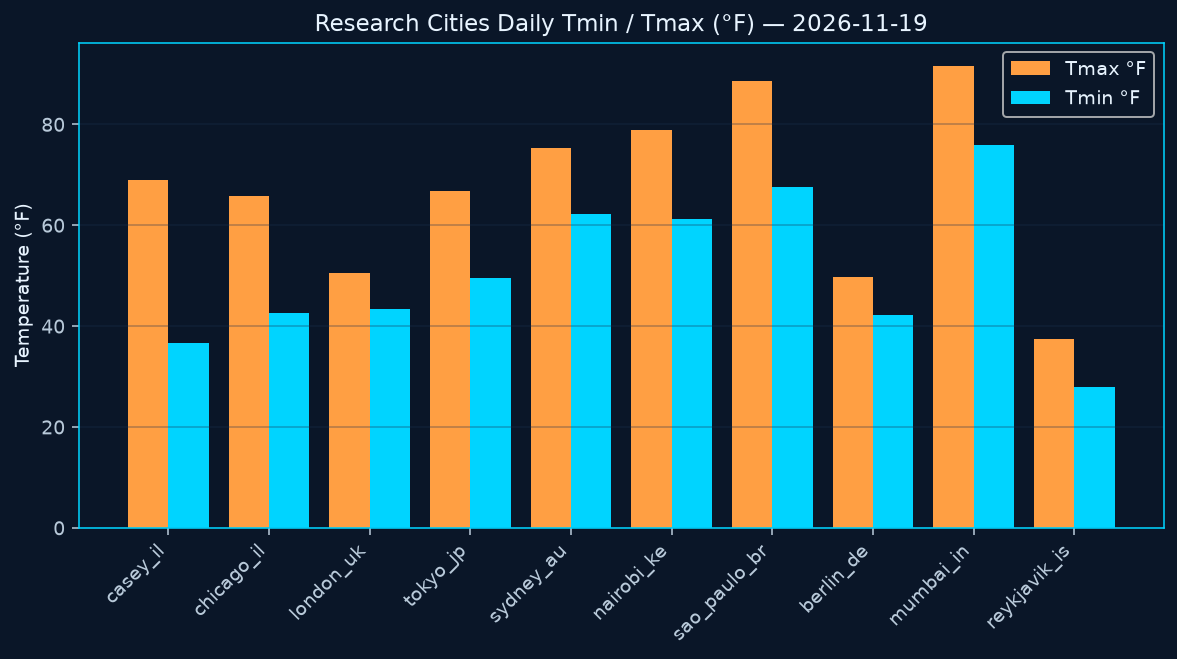 Research Cities Daily Tmin / Tmax (°F) — 2026-11-19
Tmax °F
Tmin °F
Temperature (°F)
80
60
40
20
0
casey_il
chicago_il
london_uk
tokyo_jp
sydney_au
nairobi_ke
sao_paulo_br
berlin_de
mumbai_in
reykjavik_is